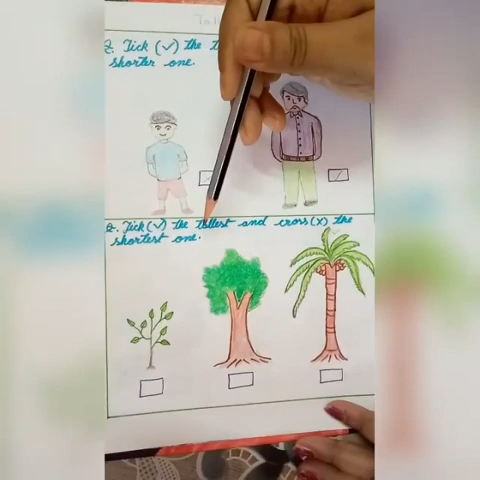 Q. Tick (✓) the
shorter one.
Q. Tick (✓) the tallest and cross (x) the
shortest one.